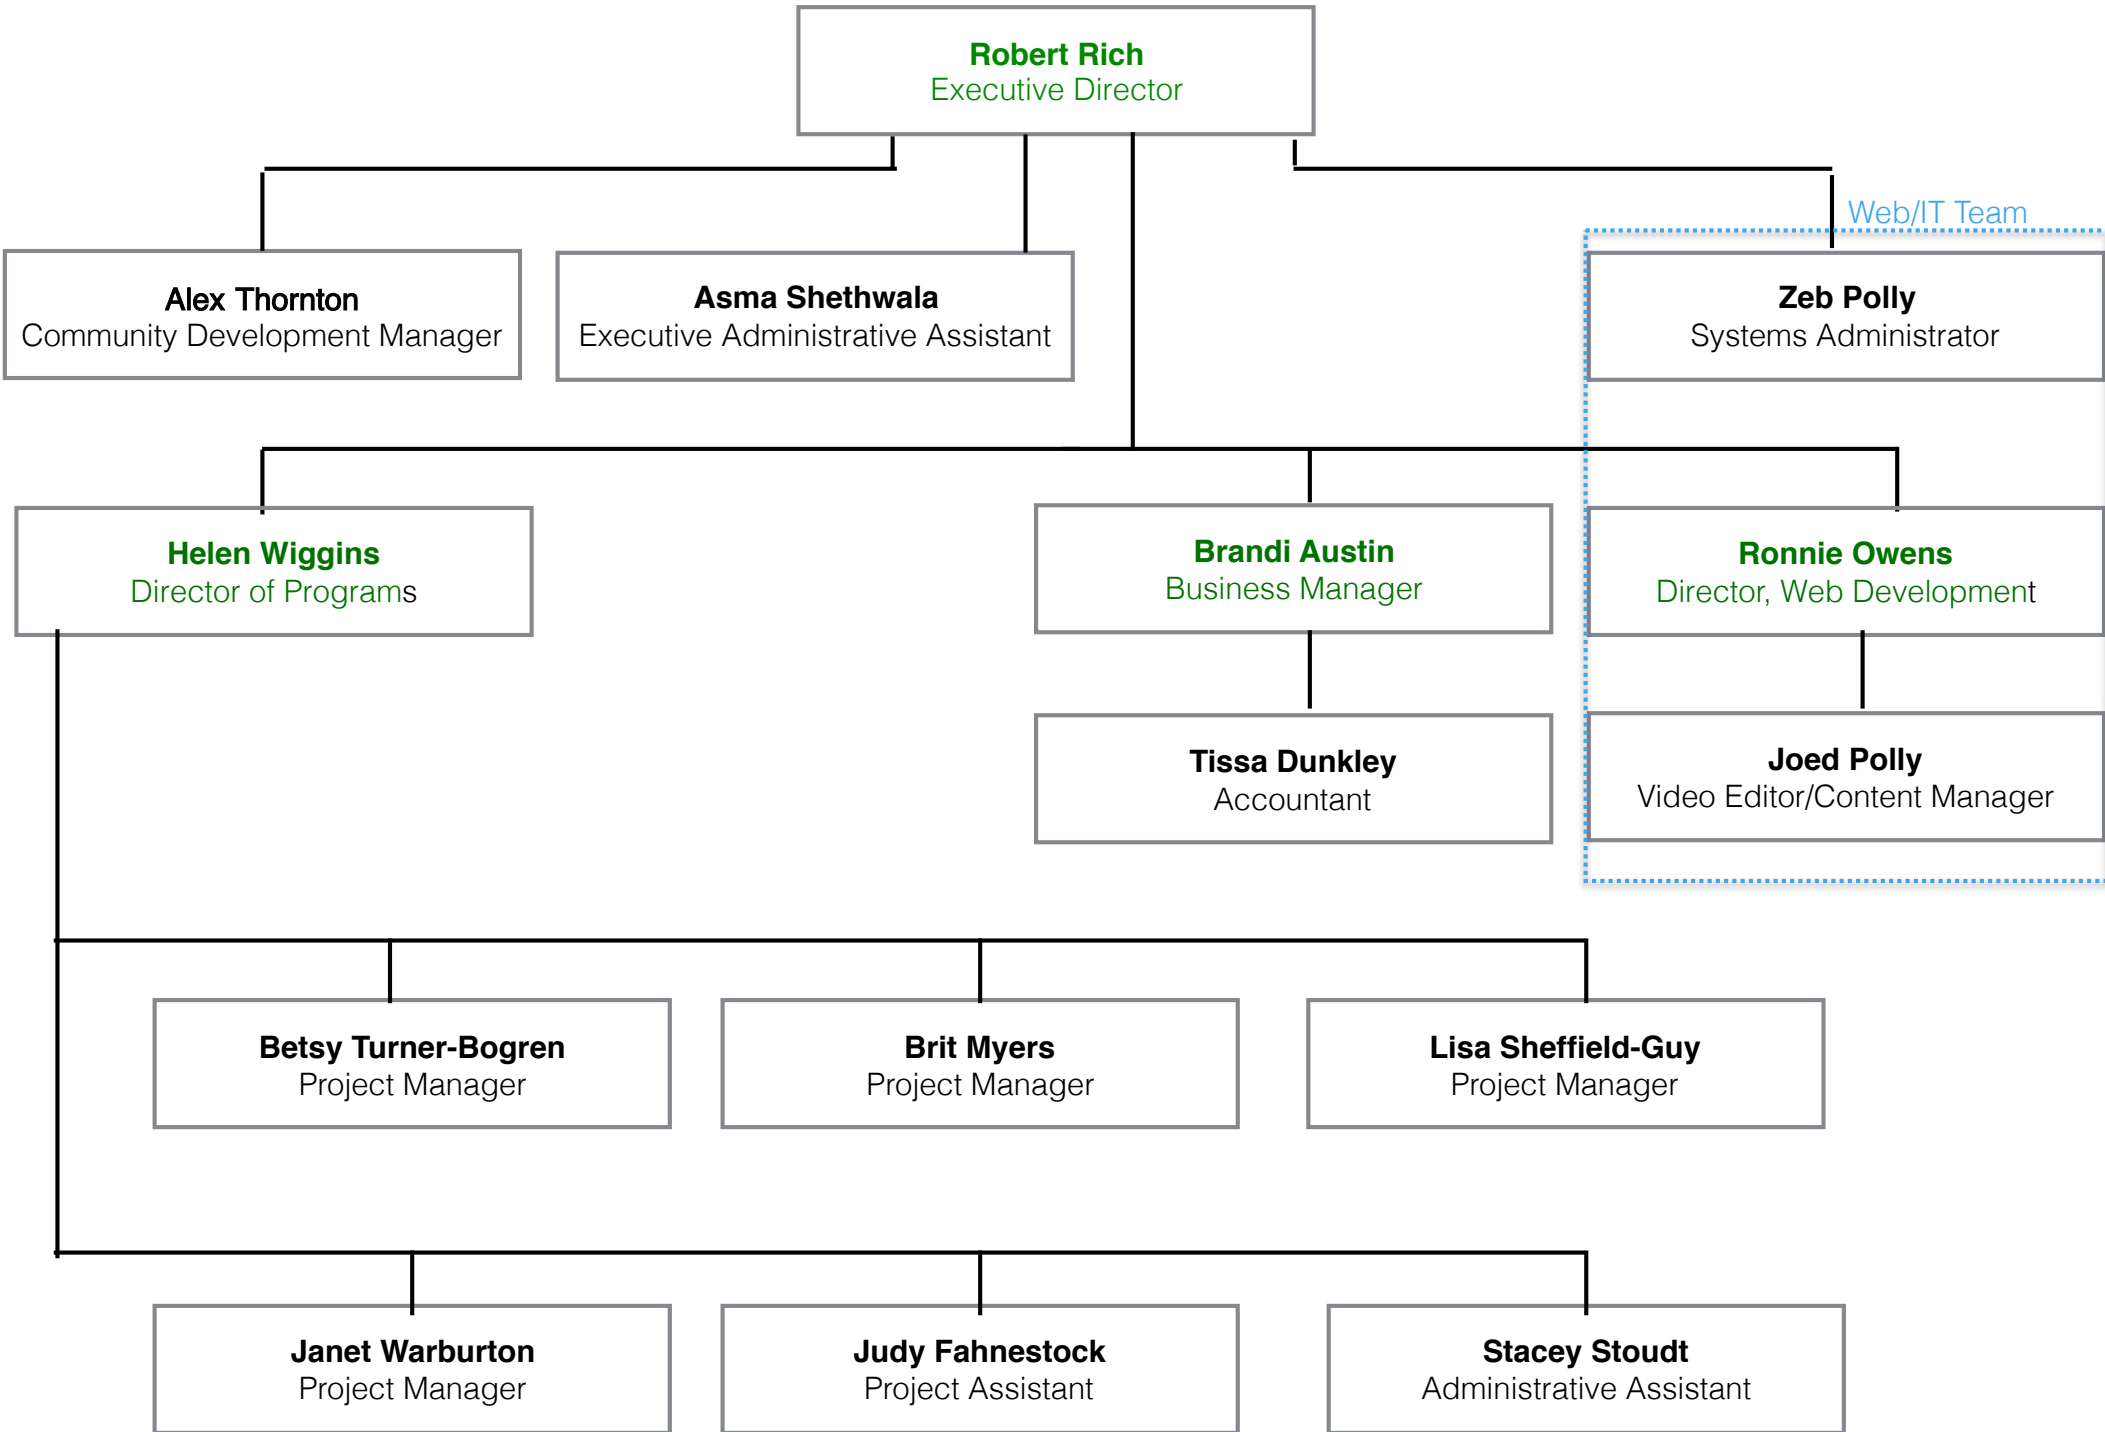 Robert Rich
Executive Director
Web/IT Team
Alex Thornton
Community Development Manager
Asma Shethwala
Executive Administrative Assistant
Zeb Polly
Systems Administrator
Helen Wiggins
Director of Programs
Brandi Austin
Business Manager
Ronnie Owens
Director, Web Development
Tissa Dunkley
Accountant
Joed Polly
Video Editor/Content Manager
Betsy Turner-Bogren
Project Manager
Brit Myers
Project Manager
Lisa Sheffield-Guy
Project Manager
Janet Warburton
Project Manager
Judy Fahnestock
Project Assistant
Stacey Stoudt
Administrative Assistant